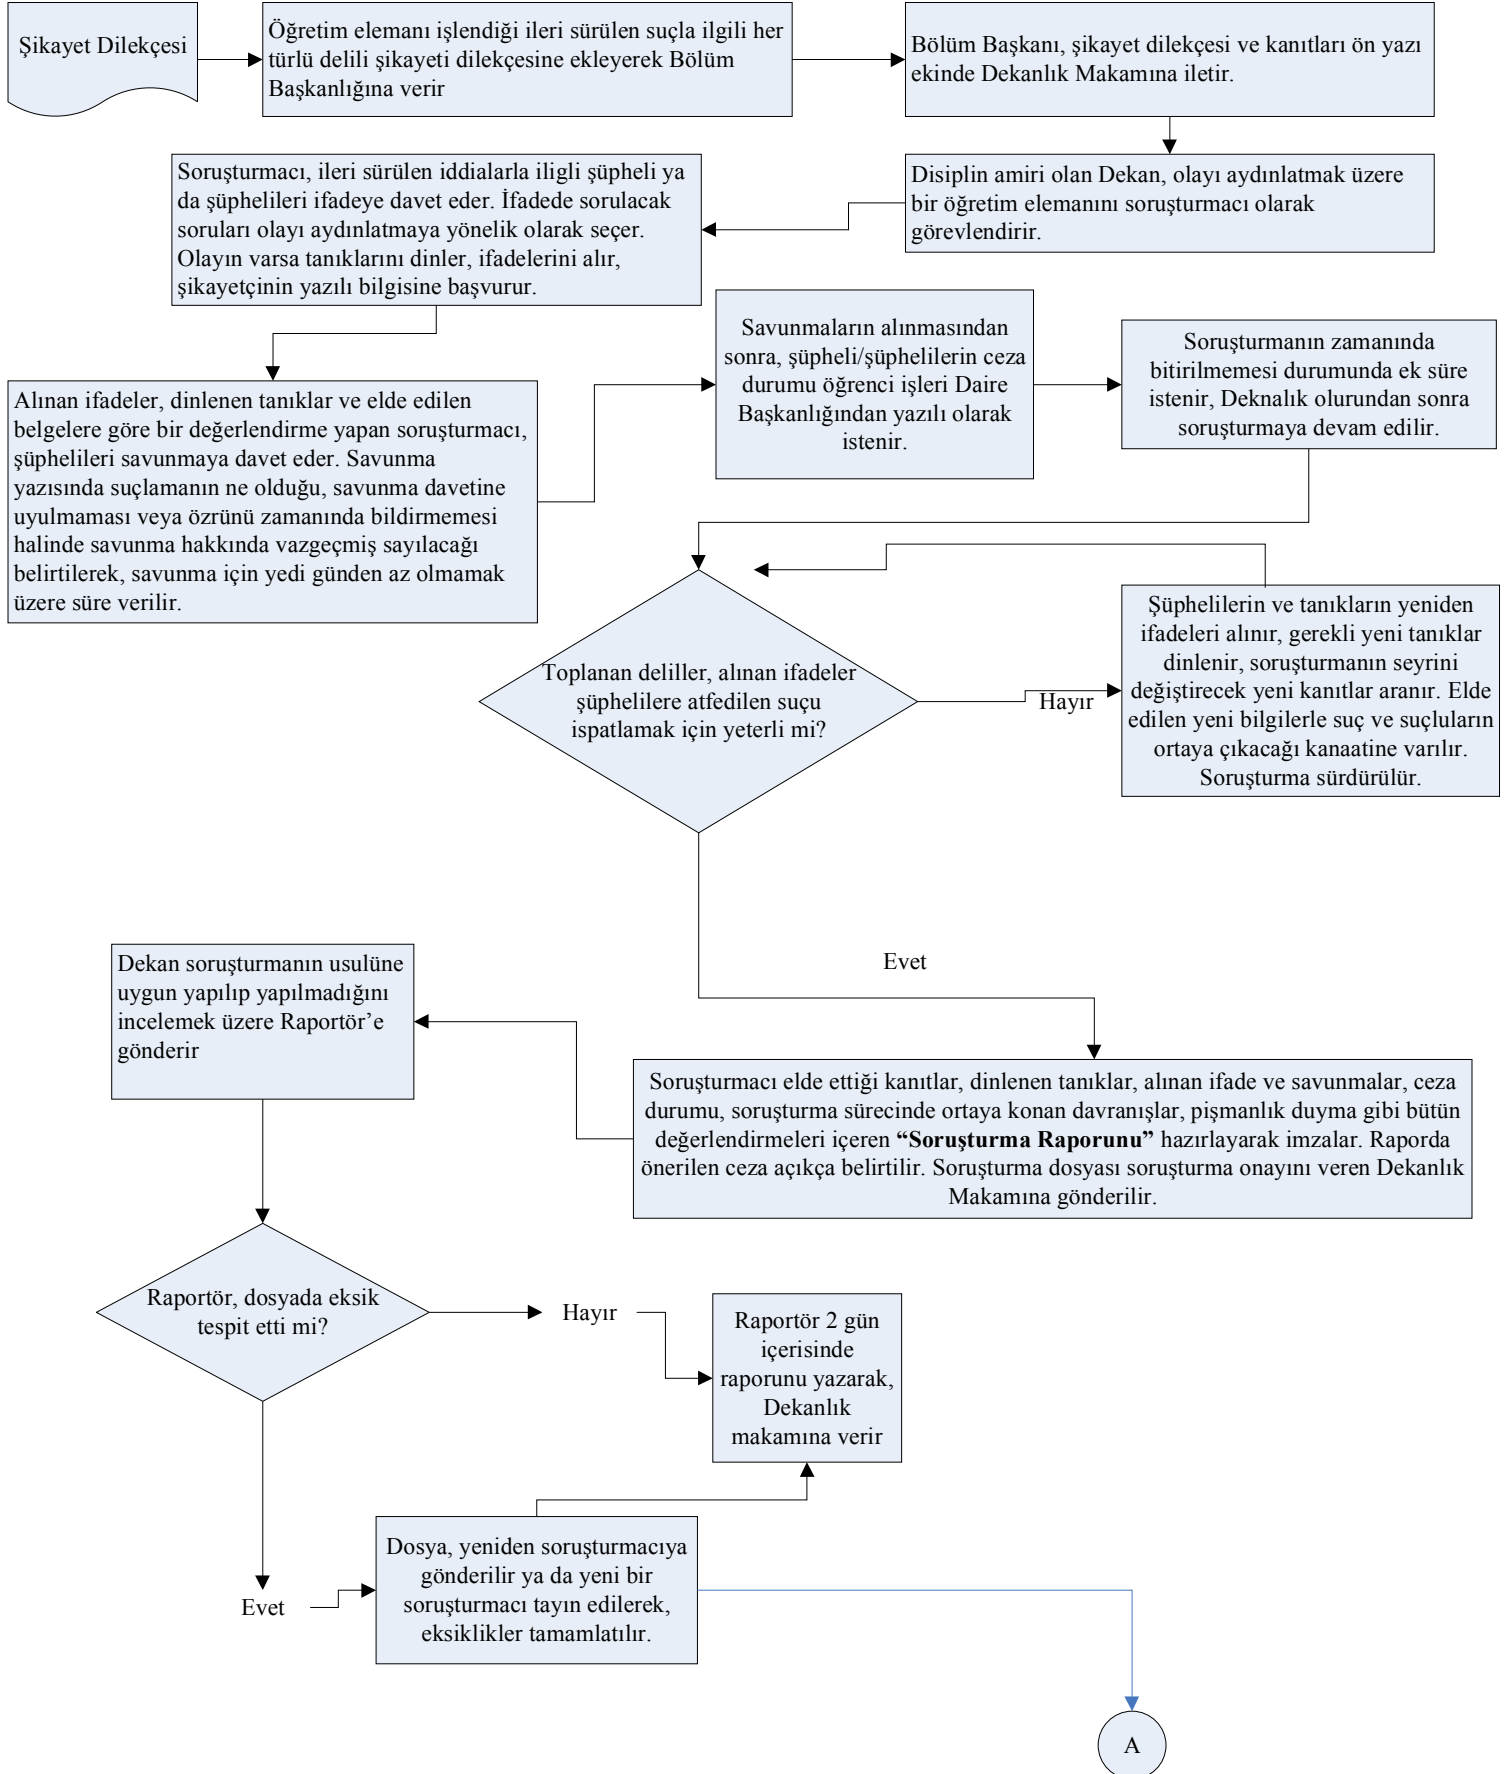 Şikayet Dilekçesi
Öğretim elemanı işlendiği ileri sürülen suçla ilgili her
türlü delili şikayeti dilekçesine ekleyerek Bölüm
Başkanlığına verir
Bölüm Başkanı, şikayet dilekçesi ve kanıtları ön yazı
ekinde Dekanlık Makamına iletir.
Disiplin amiri olan Dekan, olayı aydınlatmak üzere
bir öğretim elemanını soruşturmacı olarak
görevlendirir.
Soruşturmacı, ileri sürülen iddialarla iligli şüpheli ya
da şüphelileri ifadeye davet eder. İfadede sorulacak
soruları olayı aydınlatmaya yönelik olarak seçer.
Olayın varsa tanıklarını dinler, ifadelerini alır,
şikayetçinin yazılı bilgisine başvurur.
Alınan ifadeler, dinlenen tanıklar ve elde edilen
belgelere göre bir değerlendirme yapan soruşturmacı,
şüphelileri savunmaya davet eder. Savunma
yazısında suçlamanın ne olduğu, savunma davetine
uyulmaması veya özrünü zamanında bildirmemesi
halinde savunma hakkında vazgeçmiş sayılacağı
belirtilerek, savunma için yedi günden az olmamak
üzere süre verilir.
Savunmaların alınmasından
sonra, şüpheli/şüphelilerin ceza
durumu öğrenci işleri Daire
Başkanlığından yazılı olarak
istenir.
Soruşturmanın zamanında
bitirilmemesi durumunda ek süre
istenir, Deknalık olurundan sonra
soruşturmaya devam edilir.
Toplanan deliller, alınan ifadeler
şüphelilere atfedilen suçu
ispatlamak için yeterli mi?
Hayır
Şüphelilerin ve tanıkların yeniden
ifadeleri alınır, gerekli yeni tanıklar
dinlenir, soruşturmanın seyrini
değiştirecek yeni kanıtlar aranır. Elde
edilen yeni bilgilerle suç ve suçluların
ortaya çıkacağı kanaatine varılır.
Soruşturma sürdürülür.
Evet
Soruşturmacı elde ettiği kanıtlar, dinlenen tanıklar, alınan ifade ve savunmalar, ceza
durumu, soruşturma sürecinde ortaya konan davranışlar, pişmanlık duyma gibi bütün
değerlendirmeleri içeren “Soruşturma Raporunu” hazırlayarak imzalar. Raporda
önerilen ceza açıkça belirtilir. Soruşturma dosyası soruşturma onayını veren Dekanlık
Makamına gönderilir.
Dekan soruşturmanın usulüne
uygun yapılıp yapılmadığını
incelemek üzere Raportör’e
gönderir
Raportör, dosyada eksik
tespit etti mi?
Hayır
Raportör 2 gün
içerisinde
raporunu yazarak,
Dekanlık
makamına verir
Evet
Dosya, yeniden soruşturmacıya
gönderilir ya da yeni bir
soruşturmacı tayin edilerek,
eksiklikler tamamlatılır.
A